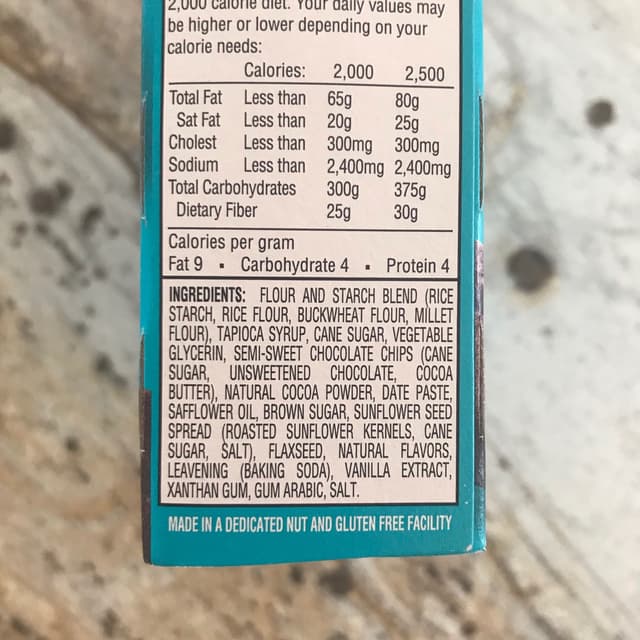 2,000 calorie diet. Your daily values may
be higher or lower depending on your
calorie needs:
Calories: 2,000 2,500
Total Fat Less than 65g 80g
Sat Fat Less than 20g 25g
Cholest Less than 300mg 300mg
Sodium Less than 2,400mg 2,400mg
Total Carbohydrates 300g 375g
Dietary Fiber 25g 30g
Calories per gram
Fat 9 • Carbohydrate 4 • Protein 4
INGREDIENTS: FLOUR AND STARCH BLEND (RICE
STARCH, RICE FLOUR, BUCKWHEAT FLOUR, MILLET
FLOUR), TAPIOCA SYRUP, CANE SUGAR, VEGETABLE
GLYCERIN, SEMI-SWEET CHOCOLATE CHIPS (CANE
SUGAR, UNSWEETENED CHOCOLATE, COCOA
BUTTER), NATURAL COCOA POWDER, DATE PASTE,
SAFFLOWER OIL, BROWN SUGAR, SUNFLOWER SEED
SPREAD (ROASTED SUNFLOWER KERNELS, CANE
SUGAR, SALT), FLAXSEED, NATURAL FLAVORS,
LEAVENING (BAKING SODA), VANILLA EXTRACT,
XANTHAN GUM, GUM ARABIC, SALT.
MADE IN A DEDICATED NUT AND GLUTEN FREE FACILITY